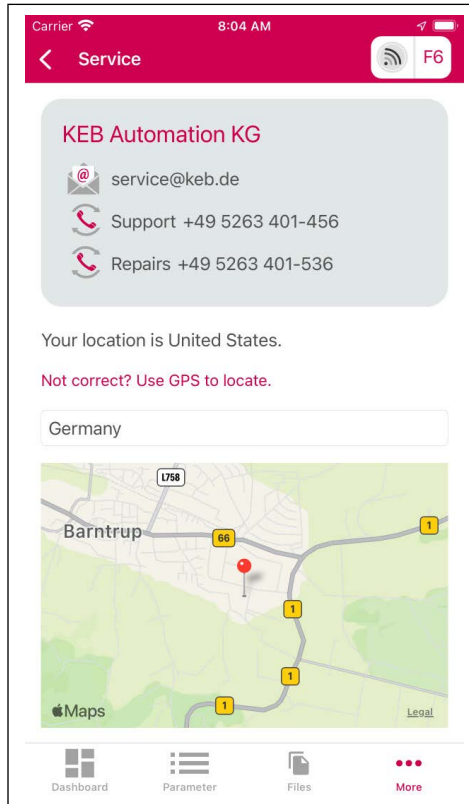 Carrier 8:04 AM
Service F6
KEB Automation KG
@
service@keb.de
Support +49 5263 401-456
Repairs +49 5263 401-536
Your location is United States.
Not correct? Use GPS to locate.
Germany
L758
Barntrup
66
1
1
1
1
Maps
Legal
Dashboard Parameter Files More